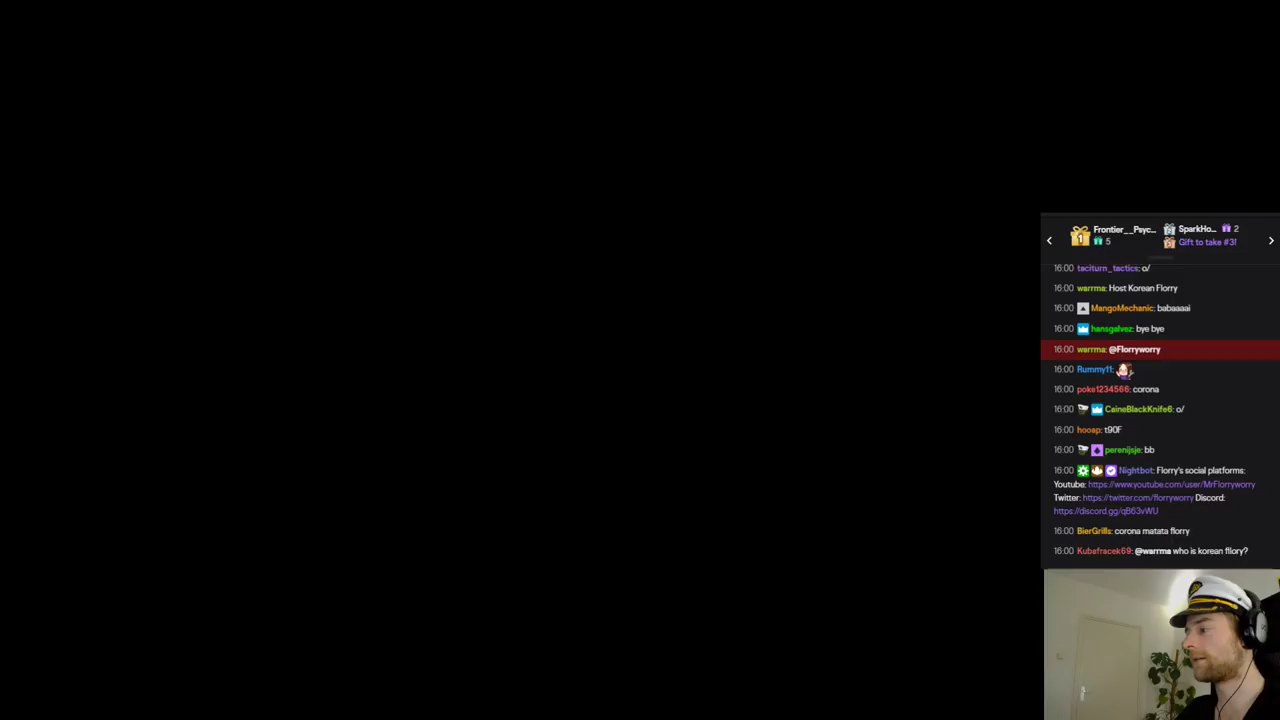 Frontier__Psyc... SparkHo... 2
1 5 Gift to take #3!
16:00 taciturn_tactics: o/
16:00 warrma: Host Korean Florry
16:00 MangoMechanic: babaaaai
16:00 hansgalvez: bye bye
16:00 warrma: @Florryworry
16:00 Rummy11:
16:00 poke1234566: corona
16:00 CaineBlackKnife6: o/
16:00 hooap: t90F
16:00 perenijsje: bb
16:00 Nightbot: Florry's social platforms:
Youtube: https://www.youtube.com/user/MrFlorryworry
Twitter: https://twitter.com/florryworry Discord:
https://discord.gg/qB63vWU
16:00 BierGrills: corona matata florry
16:00 Kubafracek69: @warrma who is korean fllory?